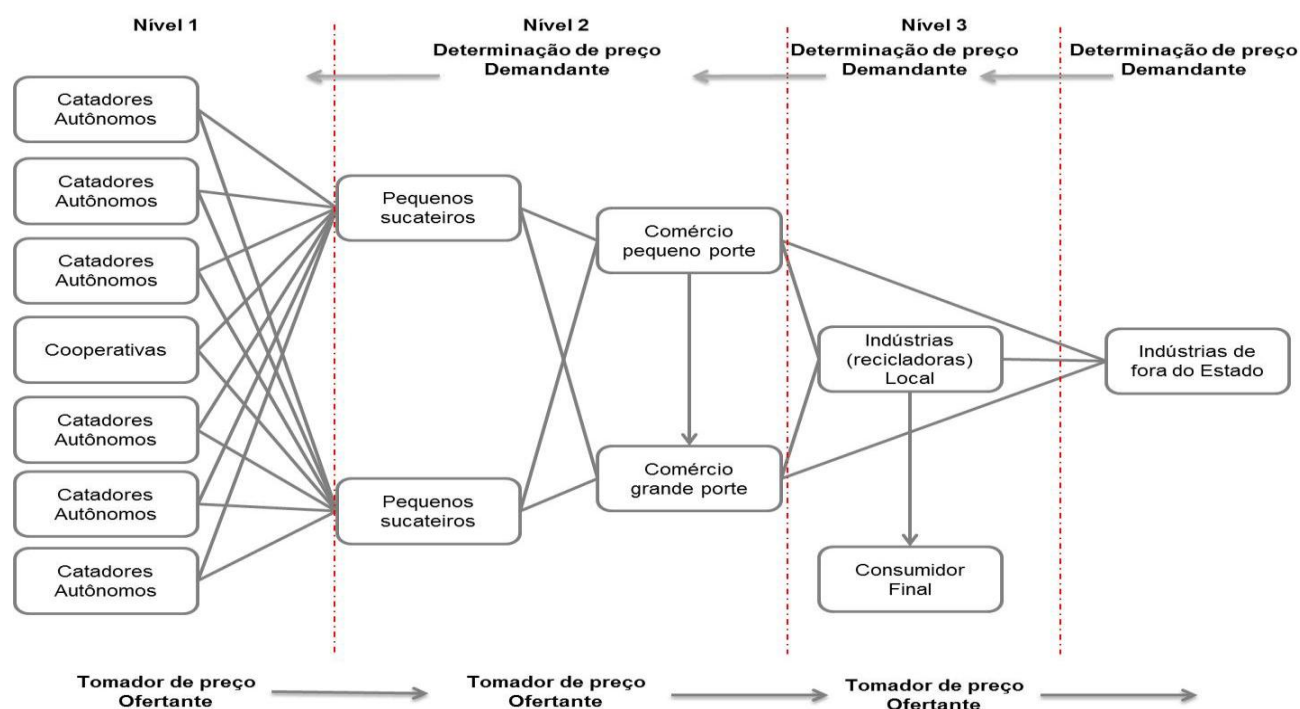 Nível 1
Nível 2
Nível 3
Determinação de preço
Demandante
Determinação de preço
Demandante
Determinação de preço
Demandante
Catadores
Autônomos
Catadores
Autônomos
Catadores
Autônomos
Cooperativas
Catadores
Autônomos
Catadores
Autônomos
Catadores
Autônomos
Pequenos
sucateiros
Pequenos
sucateiros
Comércio
pequeno porte
Comércio
grande porte
Indústrias
(recicladoras)
Local
Consumidor
Final
Indústrias de
fora do Estado
Tomador de preço
Ofertante
Tomador de preço
Ofertante
Tomador de preço
Ofertante